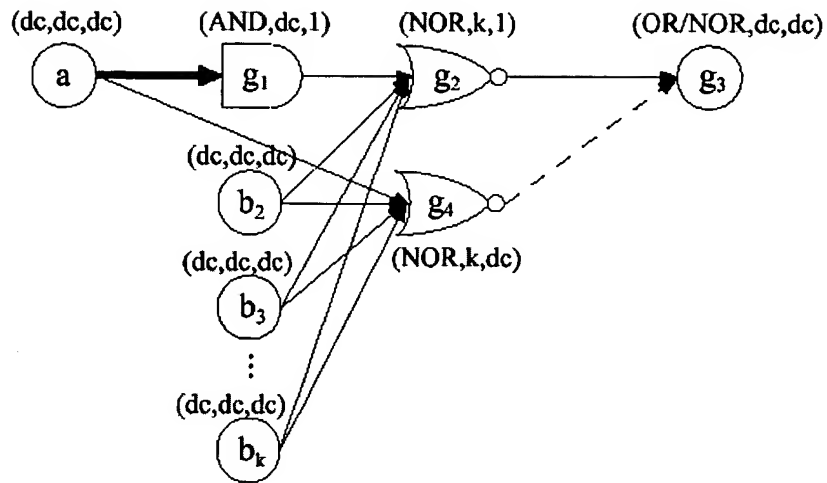 (dc,dc,dc) (AND,dc,1) (NOR,k,1) (OR/NOR,dc,dc)
a g₁ g₂ g₃
(dc,dc,dc)
b₂ g₄
(dc,dc,dc) (NOR,k,dc)
b₃
⋮
(dc,dc,dc)
bₖ